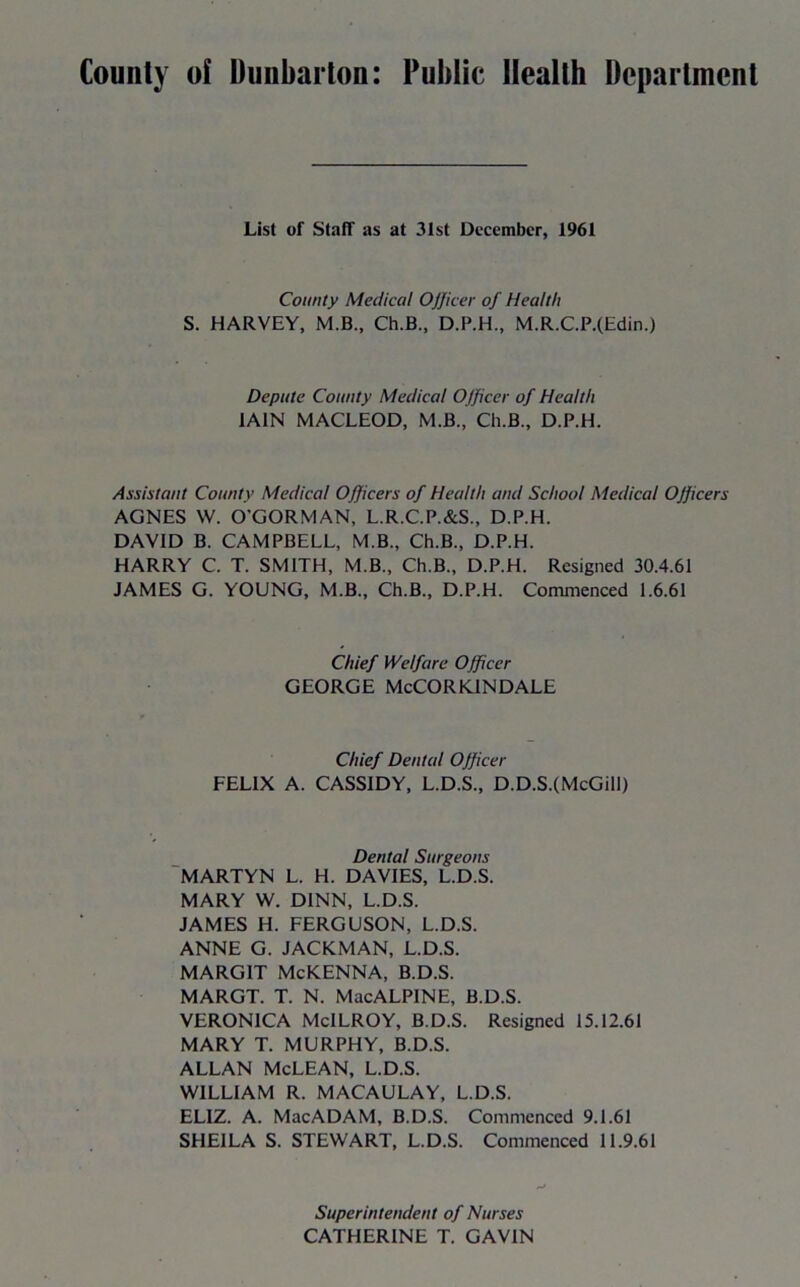 County of Dunbarton: Public Health Department
List of Staff as at 31st December, 1961
County Medical Officer of Health
S. HARVEY, M.B., Ch.B., D.P.H., M.R.C.P.(Edin.)
Depute County Medical Officer of Health
IAIN MACLEOD, M.B., Ch.B., D.P.H.
Assistant County Medical Officers of Health and School Medical Officers
AGNES W. O'GORMAN, L.R.C.P.&S., D.P.H.
DAVID B. CAMPBELL, M.B., Ch.B., D.P.H.
HARRY C. T. SMITH, M.B., Ch.B., D.P.H. Resigned 30.4.61
JAMES G. YOUNG, M.B., Ch.B., D.P.H. Commenced 1.6.61
Chief Welfare Officer
GEORGE McCORKINDALE
Chief Dental Officer
FELIX A. CASSIDY, L.D.S., D.D.S.(McGill)
Dental Surgeons
MARTYN L. H. DAVIES, L.D.S.
MARY W. DINN, L.D.S.
JAMES H. FERGUSON, L.D.S.
ANNE G. JACKMAN, L.D.S.
MARGIT McKENNA, B.D.S.
MARGT. T. N. MacALPINE, B.D.S.
VERONICA McILROY, B.D.S. Resigned 15.12.61
MARY T. MURPHY, B.D.S.
ALLAN McLEAN, L.D.S.
WILLIAM R. MACAULAY, L.D.S.
ELIZ. A. MacADAM, B.D.S. Commenced 9.1.61
SHEILA S. STEWART, L.D.S. Commenced 11.9.61
Superintendent of Nurses
CATHERINE T. GAVIN